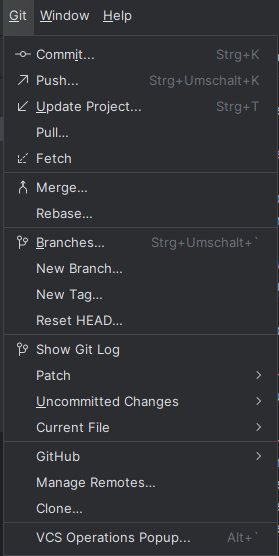 Git Window Help
Commit... Strg+K
Push... Strg+Umschalt+K
Update Project... Strg+T
Pull...
Fetch
Merge...
Rebase...
Branches... Strg+Umschalt+`
New Branch...
New Tag...
Reset HEAD...
Show Git Log
Patch
Uncommitted Changes
Current File
GitHub
Manage Remotes...
Clone...
VCS Operations Popup... Alt+`